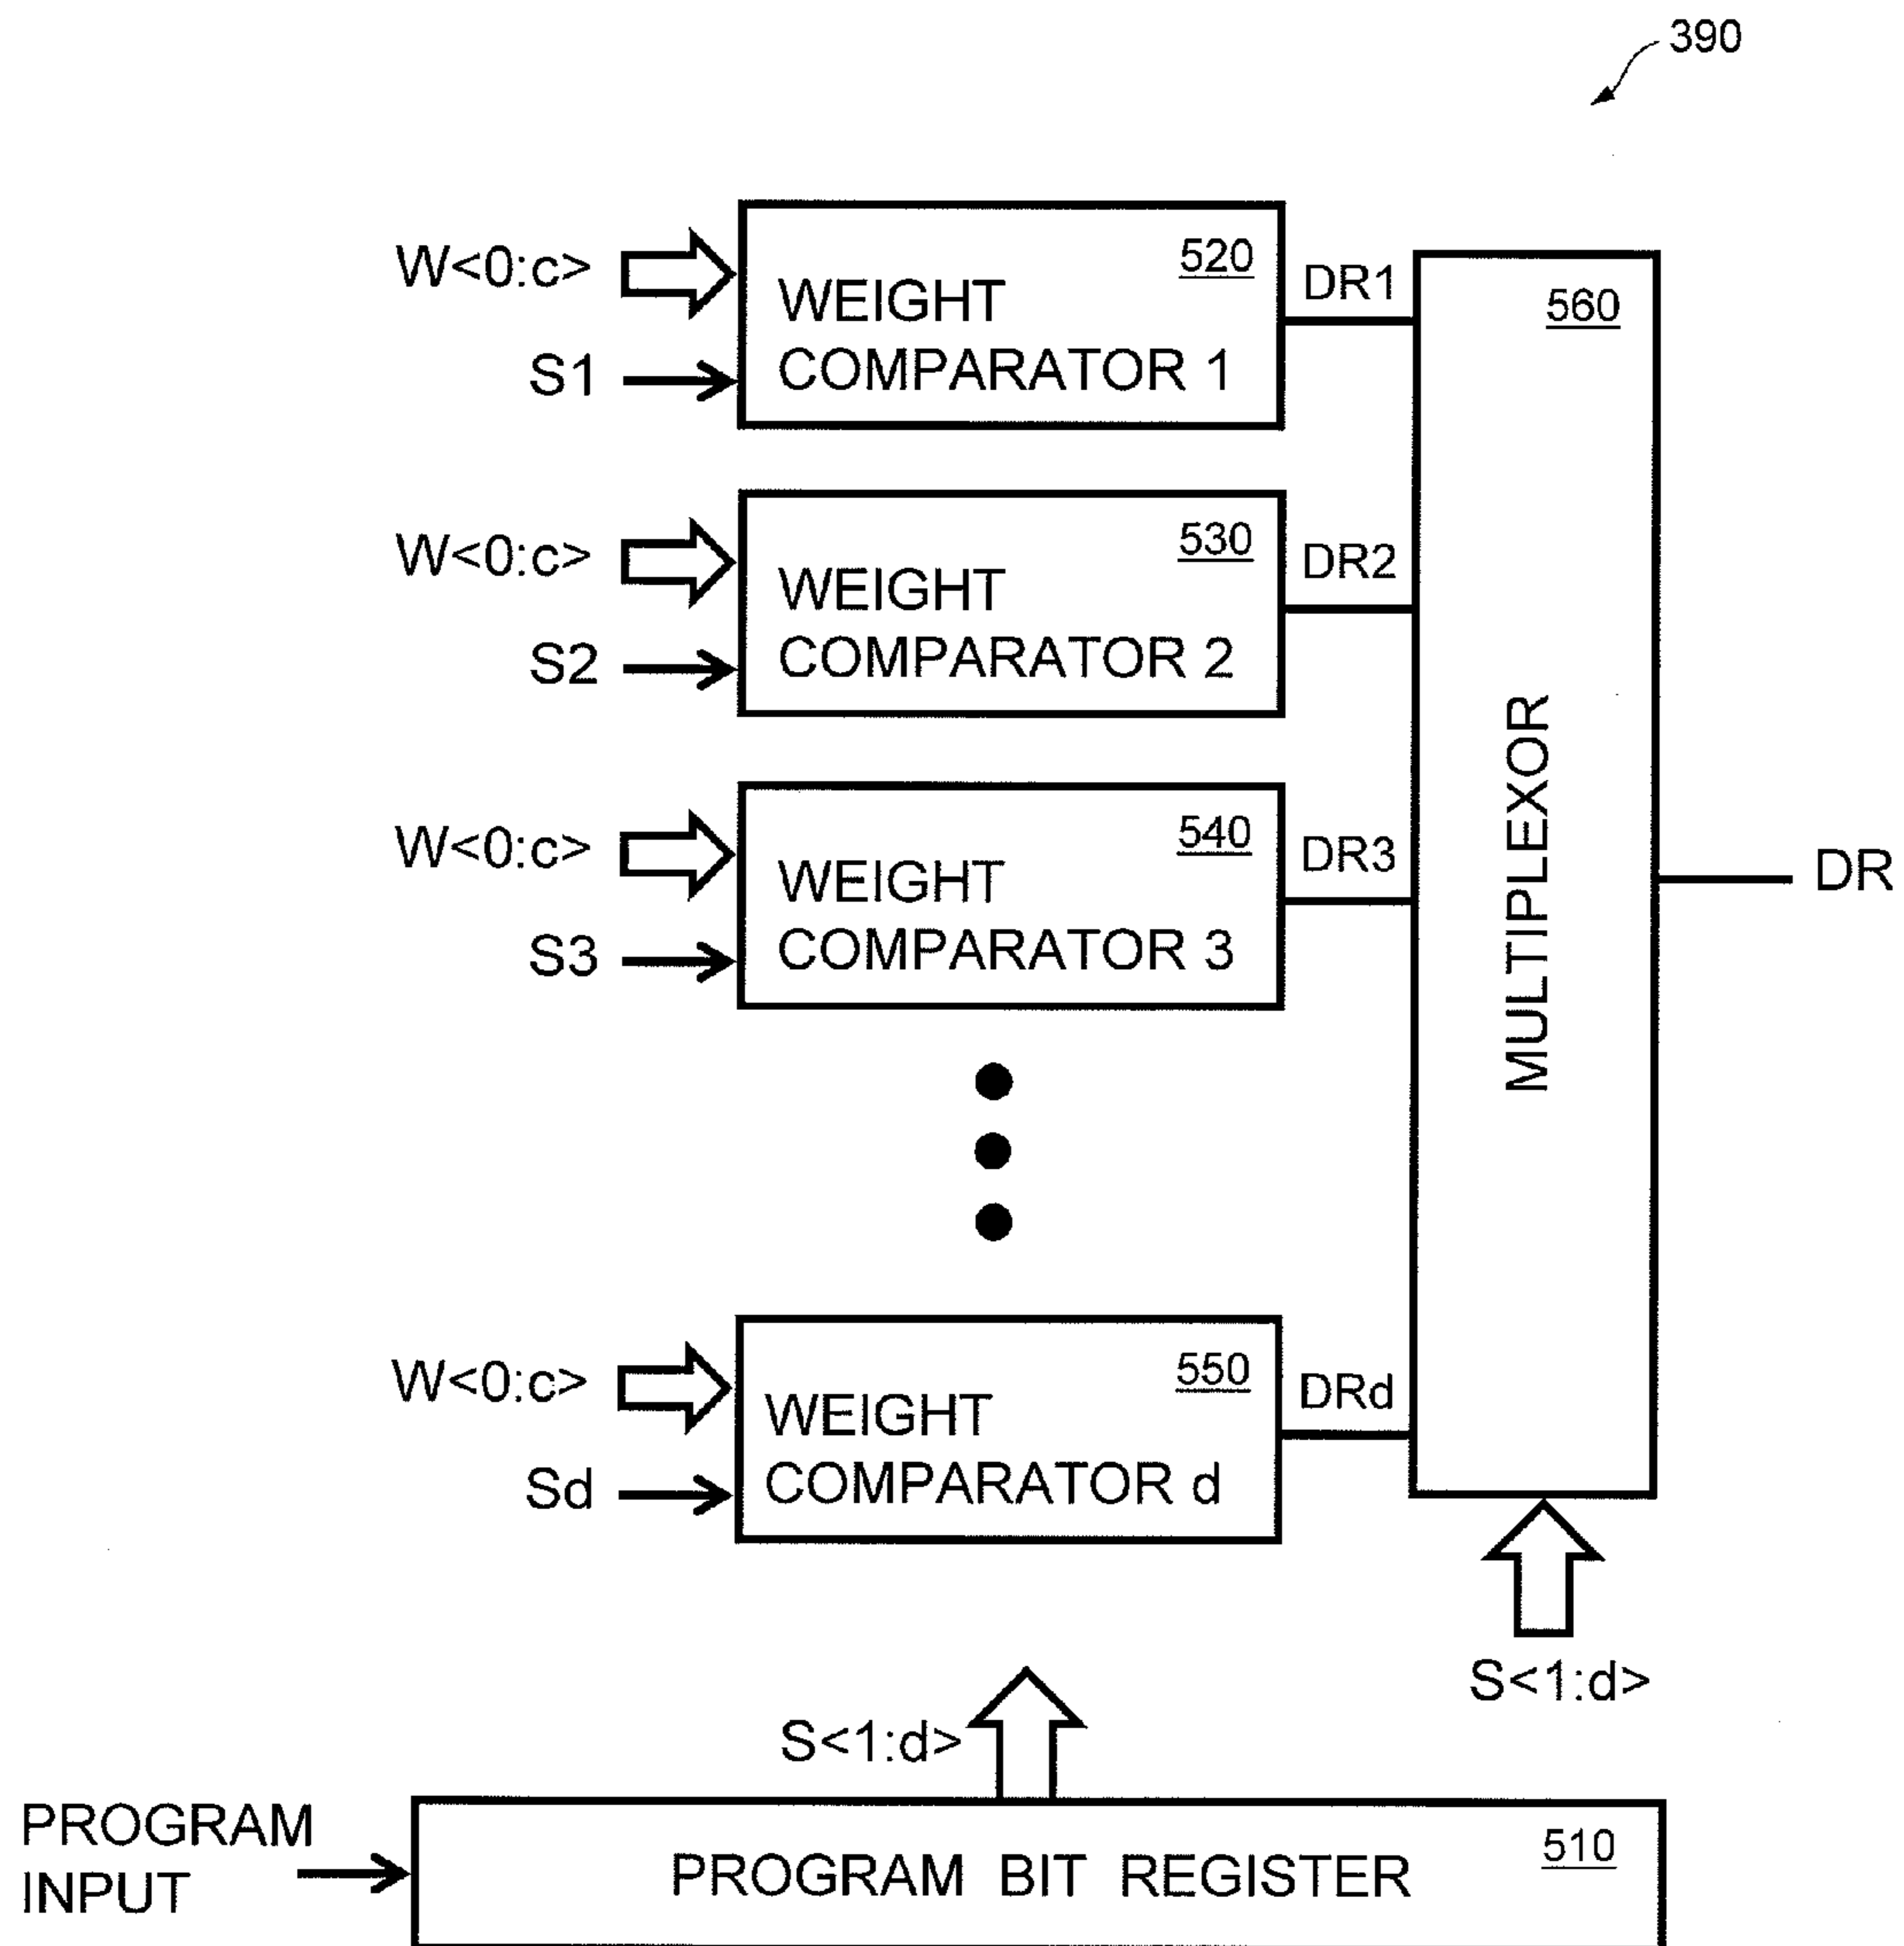 390
W<0:c>
S1
520
WEIGHT
COMPARATOR 1
DR1
560
W<0:c>
S2
530
WEIGHT
COMPARATOR 2
DR2
W<0:c>
S3
540
WEIGHT
COMPARATOR 3
DR3
MULTIPLEXOR
DR
W<0:c>
Sd
550
WEIGHT
COMPARATOR d
DRd
S<1:d>
S<1:d>
PROGRAM
INPUT
PROGRAM BIT REGISTER
510